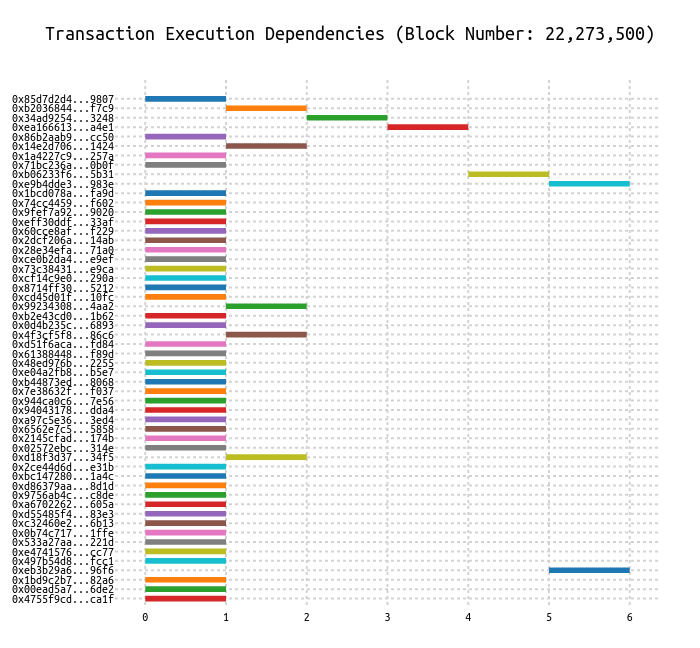 Transaction Execution Dependencies (Block Number: 22,273,500)
0x85d7d2d4...9807
0xb2036844...f7c9
0x34ad9254...3248
0xea166613...a4e1
0x86b2aab9...cc50
0x14e2d706...1424
0x1a4227c9...257a
0x71bc236a...0b0f
0xb06233f6...5b31
0xe9b4dde3...983e
0x1bcd078a...fa9d
0x74cc4459...f602
0x9fef7a92...9020
0xeff30ddf...33af
0x60cce8af...f229
0x2dcf206a...14ab
0x28e34efa...71a0
0xce0b2da4...e9ef
0x73c38431...e9ca
0xcf14c9e0...290a
0x8714ff30...5212
0xcd45d01f...10fc
0x99234308...4aa2
0xb2e43cd0...1b62
0x0d4b235c...6893
0x4f3cf5f8...86c6
0xd51f6aca...fd84
0x61388448...f89d
0x48ed976b...2255
0xe04a2fb8...b5e7
0xb44873ed...8068
0x7e38632f...f037
0x944ca0c6...7e56
0x94043178...dda4
0xa97c5e36...3ed4
0x6562e7c5...5858
0x2145cfad...174b
0x02572ebc...314e
0xd18f3d37...34f5
0x2ce44d6d...e31b
0xbc147280...1a4c
0xd86379aa...8d1d
0x9756ab4c...c8de
0xa6702262...605a
0xd55485f4...83e3
0xc32460e2...6b13
0x0b74c717...1ffe
0x533a27aa...221d
0xe4741576...cc77
0x497b54d8...fcc1
0xeb3b29a6...96f6
0x1bd9c2b7...82a6
0x00ead5a7...6de2
0x4755f9cd...ca1f
0 1 2 3 4 5 6